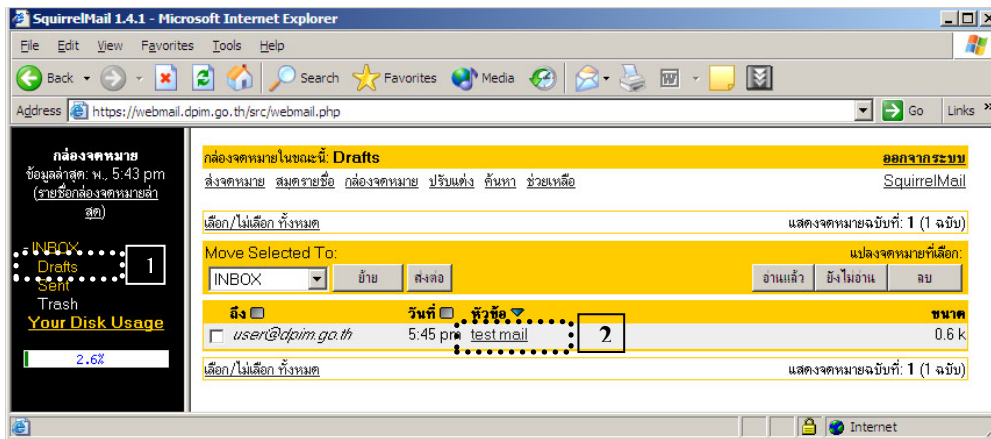 SquirrelMail 1.4.1 - Microsoft Internet Explorer
File Edit View Favorites Tools Help
Back Search Favorites Media
Address https://webmail.dpim.go.th/src/webmail.php Go Links »
กล่องจดหมาย
ข้อมูลล่าสุด: พ., 5:43 pm
(รายชื่อกล่องจดหมายล่า
สุด)
- INBOX
Drafts
Sent
Trash
Your Disk Usage
2.6%
1
กล่องจดหมายในขณะนี้: Drafts ออกจากระบบ
ส่งจดหมาย สมุดรายชื่อ กล่องจดหมาย ปรับแต่ง ค้นหา ช่วยเหลือ SquirrelMail
เลือก/ไม่เลือก ทั้งหมด แสดงจดหมายฉบับที่: 1 (1 ฉบับ)
Move Selected To: แปลงจดหมายที่เลือก:
INBOX ย้าย ส่งต่อ อ่านแล้ว ยังไม่อ่าน ลบ
ถึง วันที่ หัวข้อ ขนาด
user@dpim.go.th 5:45 pm test mail 2 0.6 k
เลือก/ไม่เลือก ทั้งหมด แสดงจดหมายฉบับที่: 1 (1 ฉบับ)
Internet